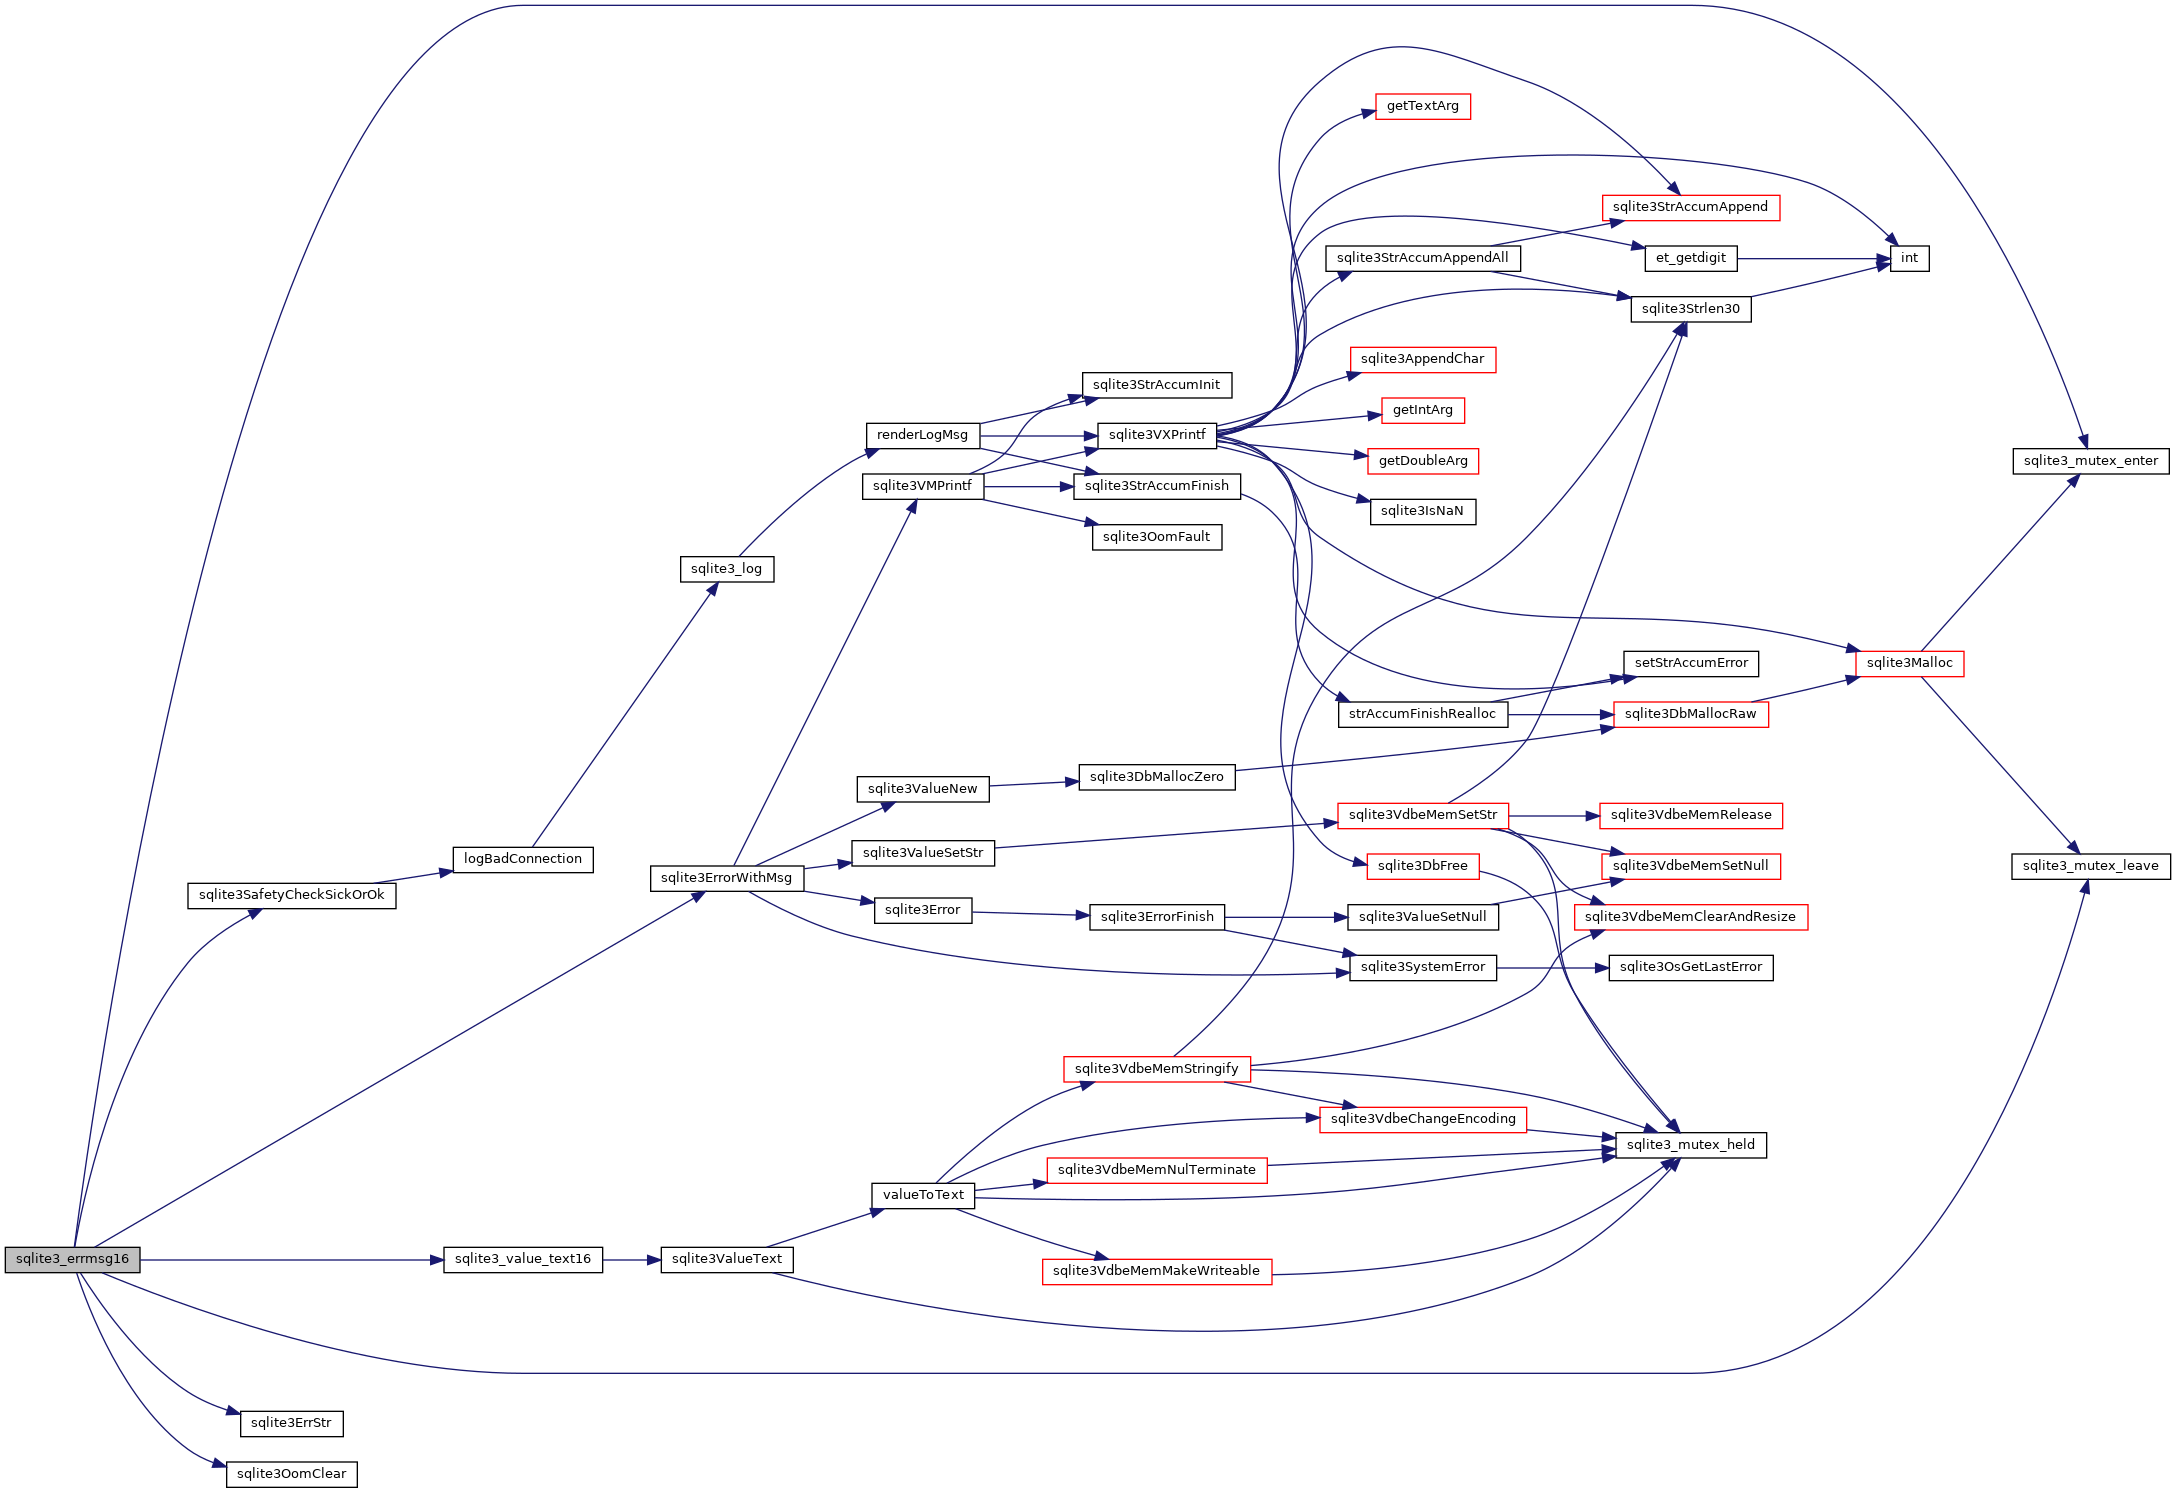 getTextArg
sqlite3StrAccumAppend
sqlite3StrAccumAppendAll
et_getdigit
int
sqlite3Strlen30
sqlite3AppendChar
sqlite3StrAccumInit
getIntArg
renderLogMsg
sqlite3VXPrintf
getDoubleArg
sqlite3_mutex_enter
sqlite3VMPrintf
sqlite3StrAccumFinish
sqlite3IsNaN
sqlite3OomFault
sqlite3_log
setStrAccumError
sqlite3Malloc
strAccumFinishRealloc
sqlite3DbMallocRaw
sqlite3ValueNew
sqlite3DbMallocZero
sqlite3VdbeMemSetStr
sqlite3VdbeMemRelease
logBadConnection
sqlite3ValueSetStr
sqlite3DbFree
sqlite3VdbeMemSetNull
sqlite3_mutex_leave
sqlite3SafetyCheckSickOrOk
sqlite3ErrorWithMsg
sqlite3Error
sqlite3ErrorFinish
sqlite3ValueSetNull
sqlite3VdbeMemClearAndResize
sqlite3SystemError
sqlite3OsGetLastError
sqlite3VdbeMemStringify
sqlite3VdbeChangeEncoding
sqlite3_mutex_held
sqlite3VdbeMemNulTerminate
valueToText
sqlite3_errmsg16
sqlite3_value_text16
sqlite3ValueText
sqlite3VdbeMemMakeWriteable
sqlite3ErrStr
sqlite3OomClear